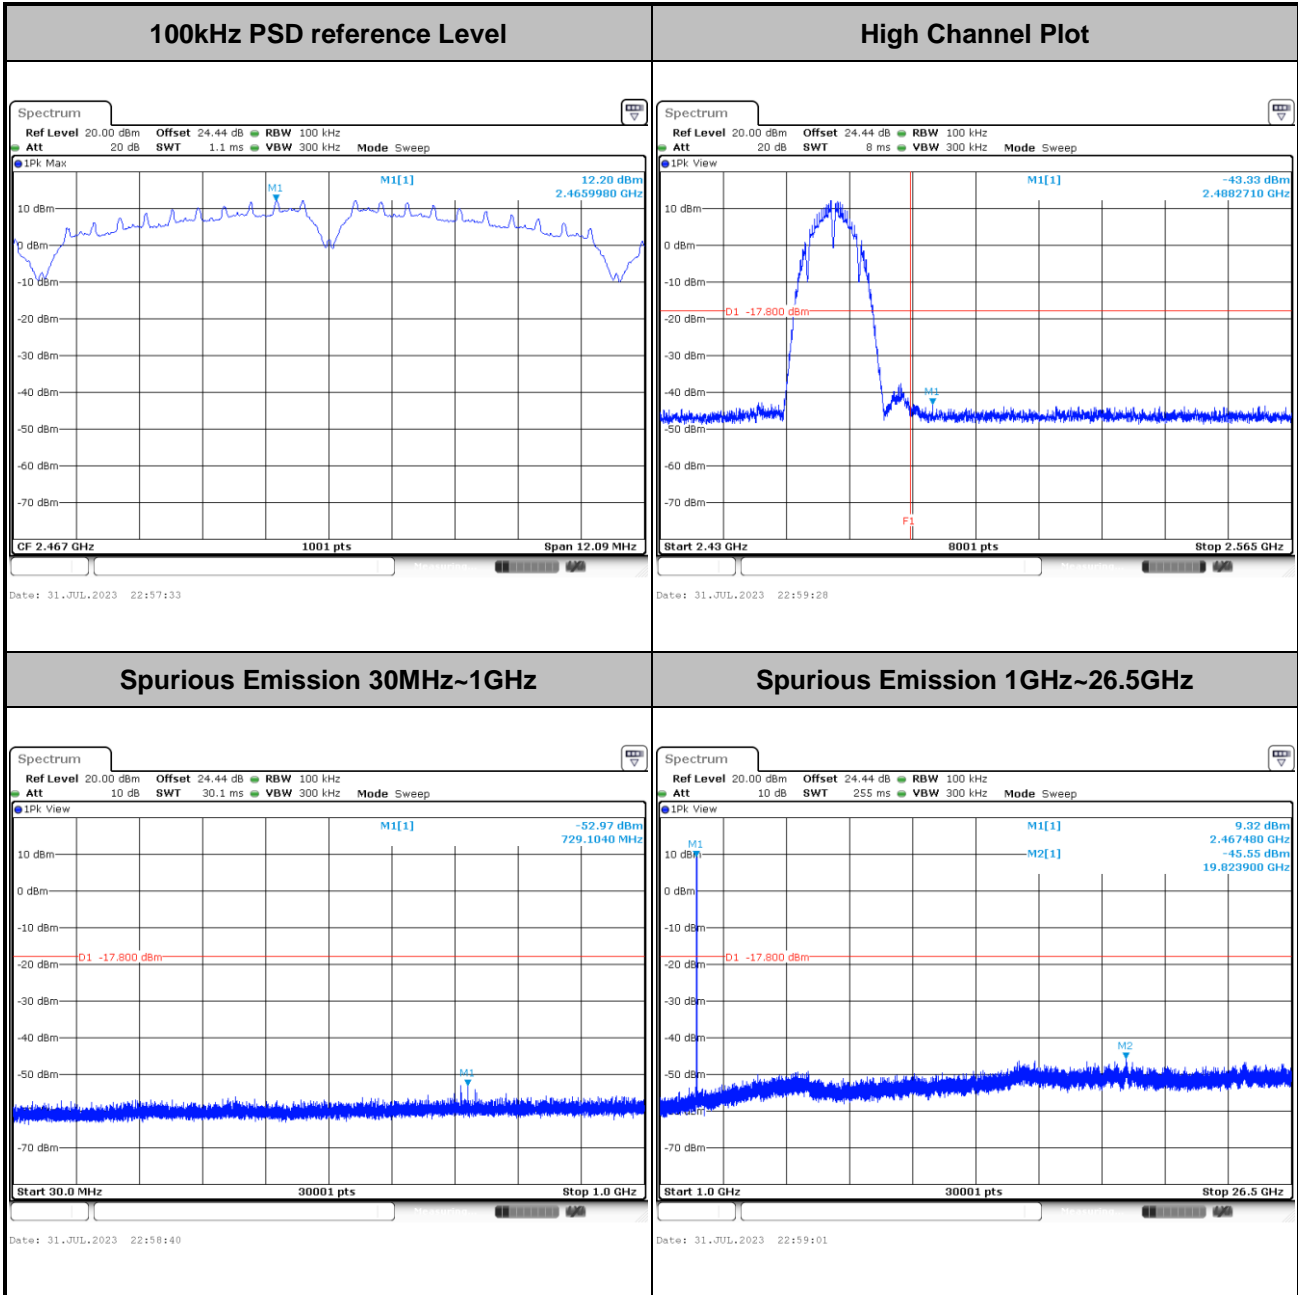 100kHz PSD reference Level
High Channel Plot
Spectrum
Ref Level 20.00 dBm Offset 24.44 dB RBW 100 kHz
Att 20 dB SWT 1.1 ms VBW 300 kHz Mode Sweep
1Pk Max
M1[1] 12.20 dBm
2.4659980 GHz
M1
10 dBm
0 dBm
-10 dBm
-20 dBm
-30 dBm
-40 dBm
-50 dBm
-60 dBm
-70 dBm
CF 2.467 GHz 1001 pts Span 12.09 MHz
Measuring...
Date: 31.JUL.2023 22:57:33
Spectrum
Ref Level 20.00 dBm Offset 24.44 dB RBW 100 kHz
Att 20 dB SWT 8 ms VBW 300 kHz Mode Sweep
1Pk View
M1[1] -43.33 dBm
2.4882710 GHz
10 dBm
0 dBm
-10 dBm
D1 -17.800 dBm
-20 dBm
-30 dBm
-40 dBm
M1
-50 dBm
-60 dBm
-70 dBm
F1
Start 2.43 GHz 8001 pts Stop 2.565 GHz
Date: 31.JUL.2023 22:59:28
Spurious Emission 30MHz~1GHz
Spurious Emission 1GHz~26.5GHz
Spectrum
Ref Level 20.00 dBm Offset 24.44 dB RBW 100 kHz
Att 10 dB SWT 30.1 ms VBW 300 kHz Mode Sweep
1Pk View
M1[1] -52.97 dBm
729.1040 MHz
10 dBm
0 dBm
-10 dBm
D1 -17.800 dBm
-20 dBm
-30 dBm
-40 dBm
-50 dBm
M1
-70 dBm
Start 30.0 MHz 30001 pts Stop 1.0 GHz
Date: 31.JUL.2023 22:58:40
Spectrum
Ref Level 20.00 dBm Offset 24.44 dB RBW 100 kHz
Att 10 dB SWT 255 ms VBW 300 kHz Mode Sweep
1Pk View
M1[1] 9.32 dBm
2.467480 GHz
M1
10 dBm
M2[1] -45.55 dBm
19.823900 GHz
0 dBm
-10 dBm
D1 -17.800 dBm
-20 dBm
-30 dBm
-40 dBm
M2
-50 dBm
-70 dBm
Start 1.0 GHz 30001 pts Stop 26.5 GHz
Date: 31.JUL.2023 22:59:01